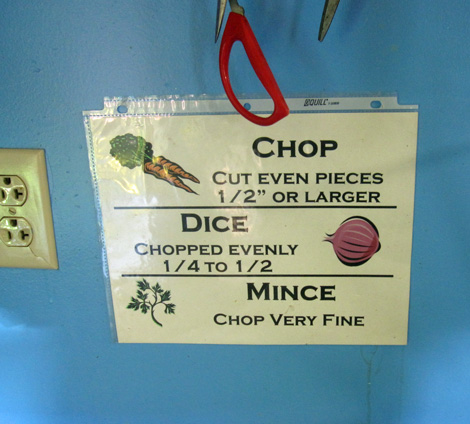 CHOP
CUT EVEN PIECES
1/2" OR LARGER
DICE
CHOPPED EVENLY
1/4 TO 1/2
MINCE
CHOP VERY FINE